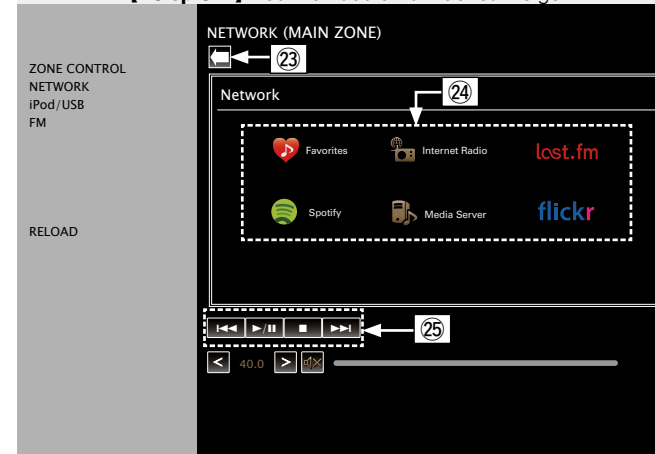 NETWORK (MAIN ZONE)
㉓
ZONE CONTROL
NETWORK
iPod/USB
FM
RELOAD
Network
㉔
Favorites
Internet Radio
lost.fm
Spotify
Media Server
flickr
㉕
< 40.0 >